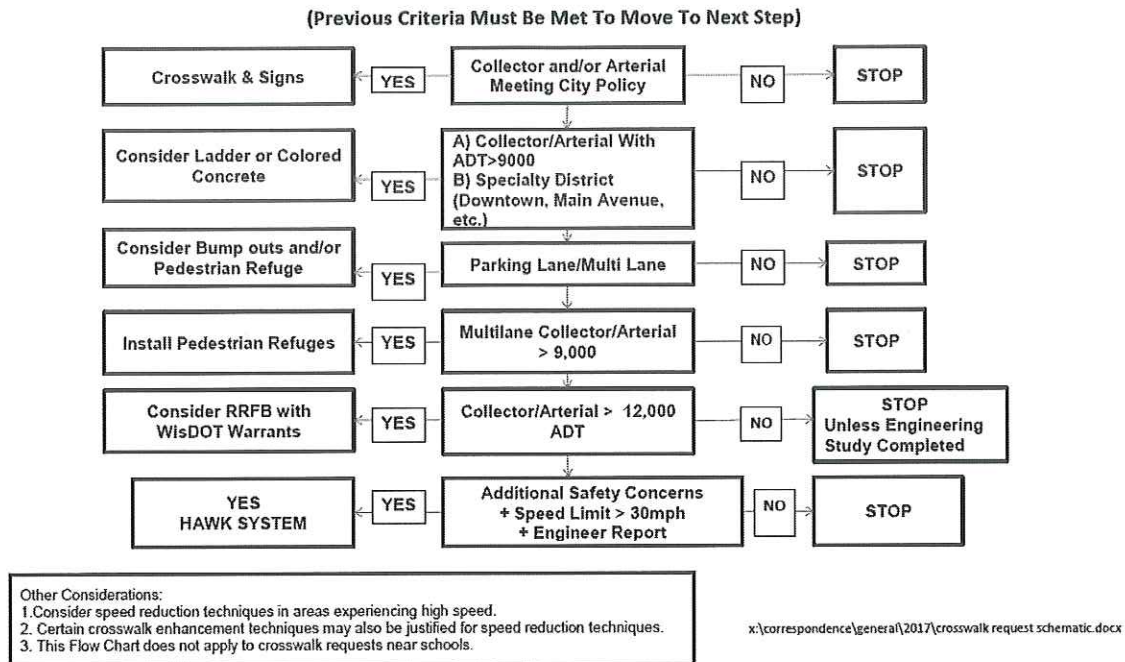 (Previous Criteria Must Be Met To Move To Next Step)
Crosswalk & Signs
YES
Collector and/or Arterial
Meeting City Policy
NO
STOP
Consider Ladder or Colored
Concrete
YES
A) Collector/Arterial With
ADT>9000
B) Specialty District
(Downtown, Main Avenue,
etc.)
NO
STOP
Consider Bump outs and/or
Pedestrian Refuge
YES
Parking Lane/Multi Lane
NO
STOP
Install Pedestrian Refuges
YES
Multilane Collector/Arterial
> 9,000
NO
STOP
Consider RRFB with
WisDOT Warrants
YES
Collector/Arterial > 12,000
ADT
NO
STOP
Unless Engineering
Study Completed
YES
HAWK SYSTEM
YES
Additional Safety Concerns
+ Speed Limit > 30mph
+ Engineer Report
NO
STOP
Other Considerations:
1.Consider speed reduction techniques in areas experiencing high speed.
2. Certain crosswalk enhancement techniques may also be justified for speed reduction techniques.
3. This Flow Chart does not apply to crosswalk requests near schools.
x:\correspondence\general\2017\crosswalk request schematic.docx